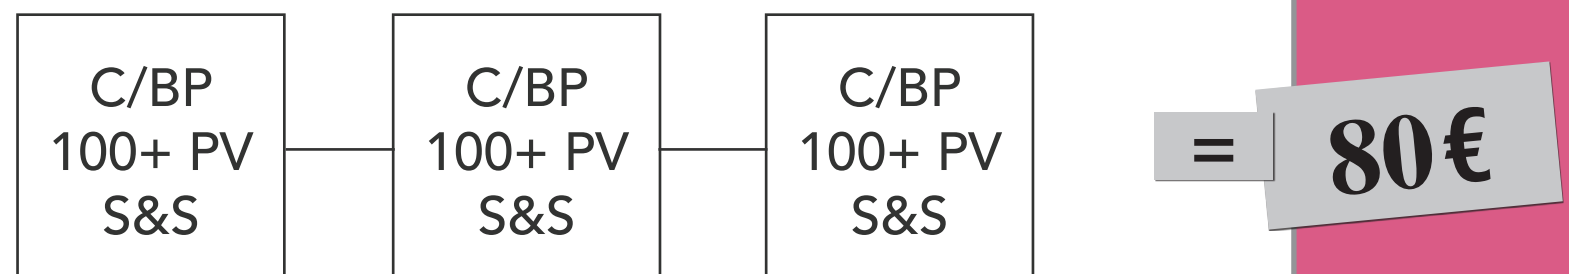 C/BP
100+ PV
S&S
C/BP
100+ PV
S&S
C/BP
100+ PV
S&S
= 80€